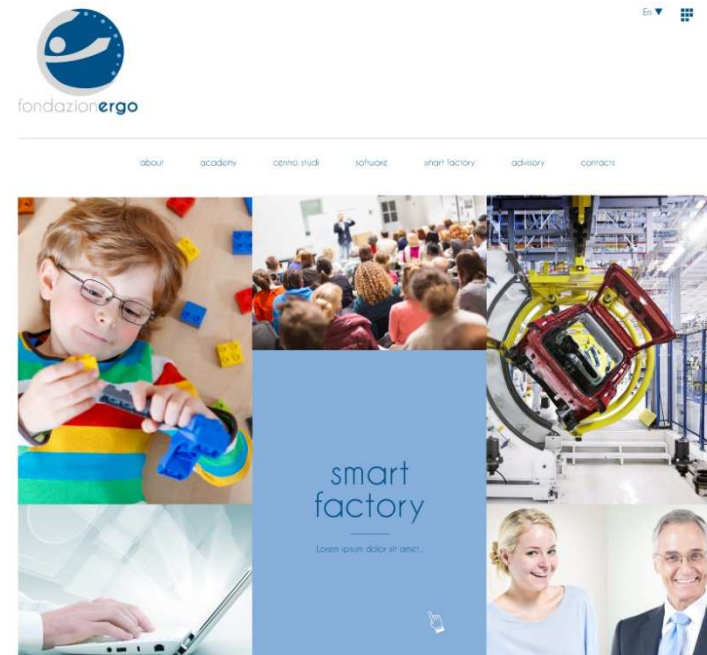 En
fondazionergo
about academy centro studi software smart factory advisory contacts
smart
factory
Lorem ipsum dolor sit amet...